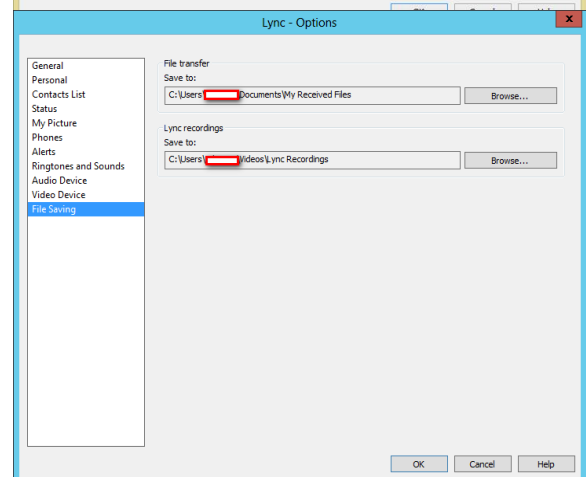 Lync - Options
x
General
Personal
Contacts List
Status
My Picture
Phones
Alerts
Ringtones and Sounds
Audio Device
Video Device
File Saving
File transfer
Save to:
C:\Users\ Documents\My Received Files
Browse...
Lync recordings
Save to:
C:\Users\ Videos\Lync Recordings
Browse...
OK
Cancel
Help